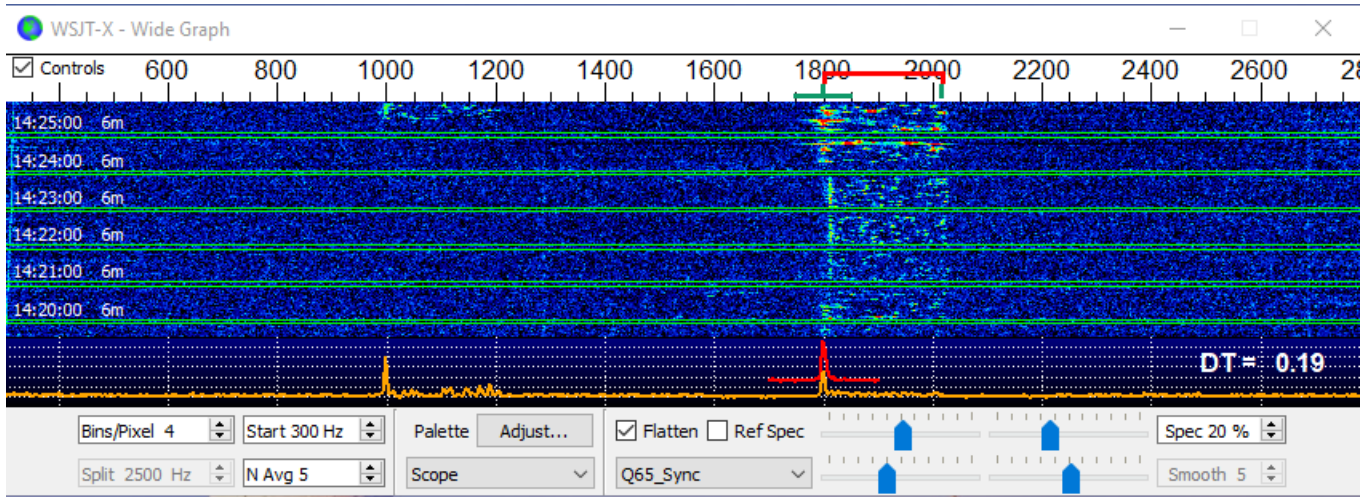 WSJT-X - Wide Graph
Controls 600 800 1000 1200 1400 1600 1800 2000 2200 2400 2600 28
14:25:00 6m
14:24:00 6m
14:23:00 6m
14:22:00 6m
14:21:00 6m
14:20:00 6m
DT = 0.19
Bins/Pixel 4 Start 300 Hz Palette Adjust... Flatten Ref Spec Spec 20 %
Split 2500 Hz N Avg 5 Scope Q65_Sync Smooth 5